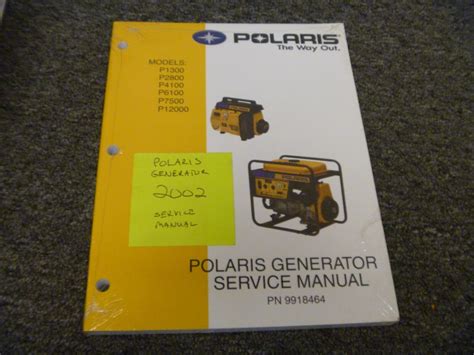 POLARIS
The Way Out.
MODELS:
P1300
P2800
P4100
P6100
P7500
P12000
POLARIS
GENERATOR
2002
SERVICE
MANUAL
POLARIS GENERATOR
SERVICE MANUAL
PN 9918464